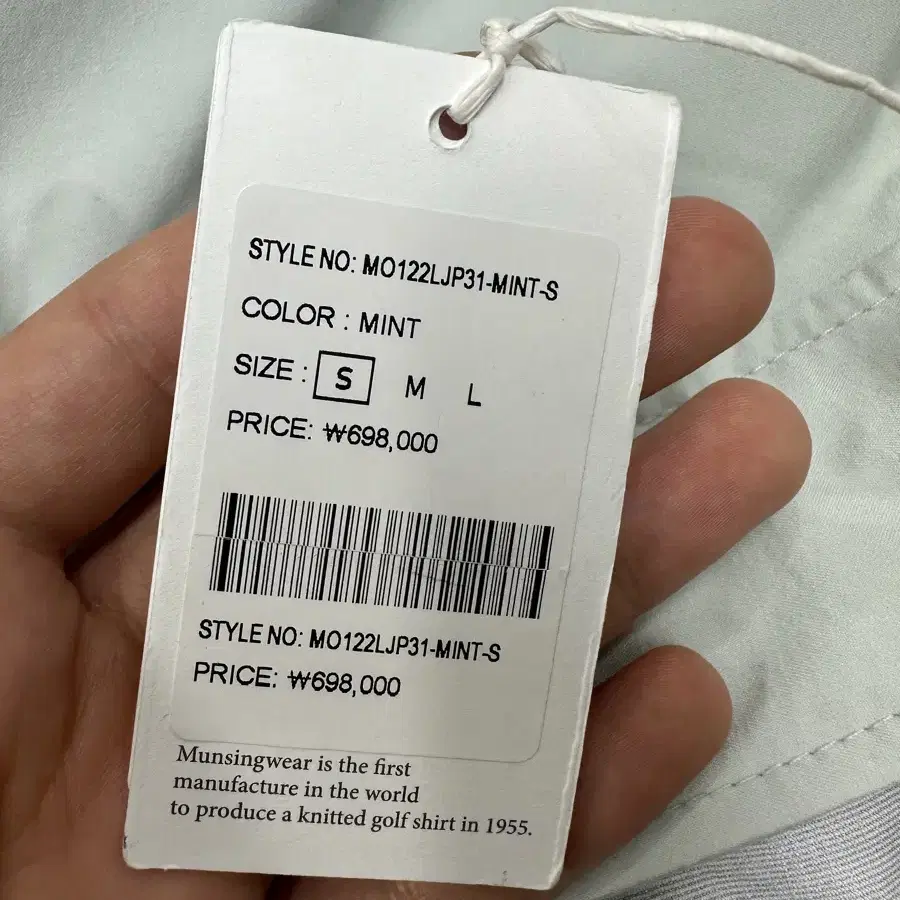 STYLE NO: MO122LJP31-MINT-S
COLOR : MINT
SIZE : S M L
PRICE: ₩698,000
STYLE NO: MO122LJP31-MINT-S
PRICE: ₩698,000
Munsingwear is the first
manufacture in the world
to produce a knitted golf shirt in 1955.